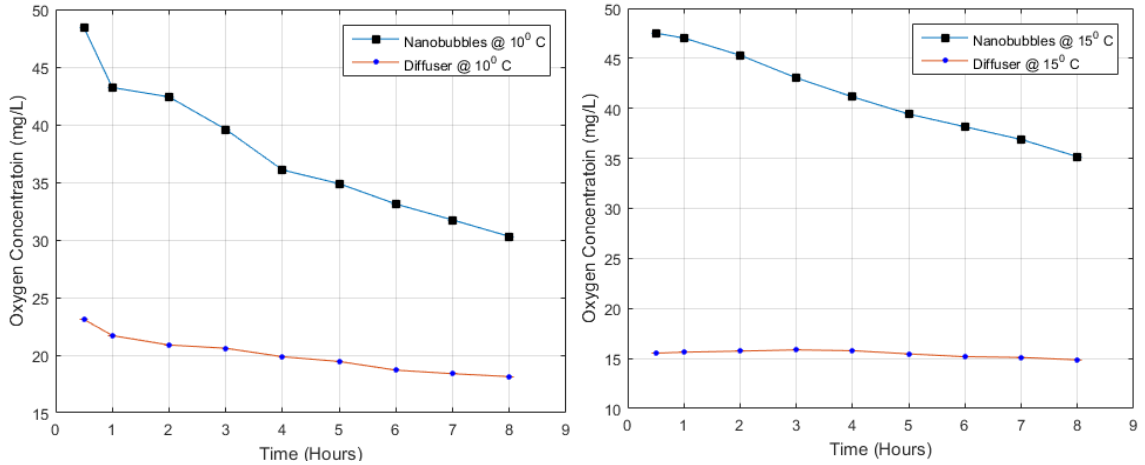 50
45
40
35
30
25
20
15
0 1 2 3 4 5 6 7 8 9
Oxygen Concentratoin (mg/L)
Time (Hours)
Nanobubbles @ 10⁰ C
Diffuser @ 10⁰ C
50
45
40
35
30
25
20
15
10
0 1 2 3 4 5 6 7 8 9
Oxygen Concentratoin (mg/L)
Time (Hours)
Nanobubbles @ 15⁰ C
Diffuser @ 15⁰ C